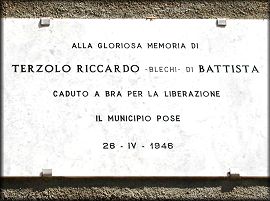 ALLA GLORIOSA MEMORIA DI
TERZOLO RICCARDO -BLECHI- DI BATTISTA
CADUTO A BRA PER LA LIBERAZIONE
IL MUNICIPIO POSE
26 - IV - 1946